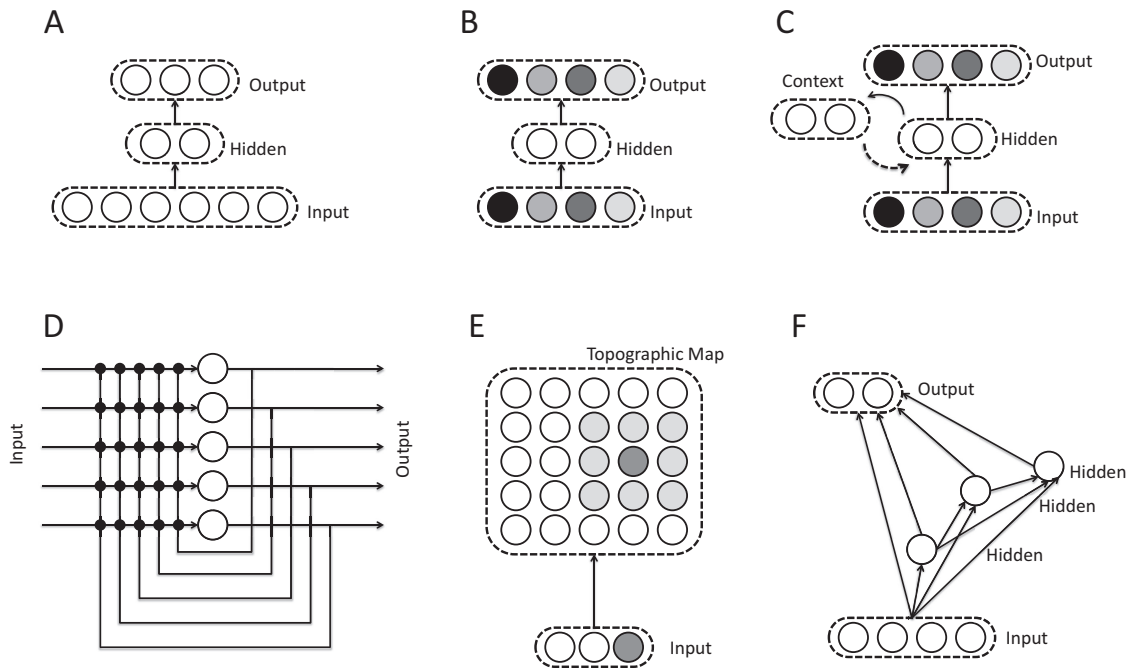 A
Output
Hidden
Input
B
Output
Hidden
Input
C
Output
Context
Hidden
Input
D
Input
Output
E
Topographic Map
Input
F
Output
Hidden
Hidden
Hidden
Input